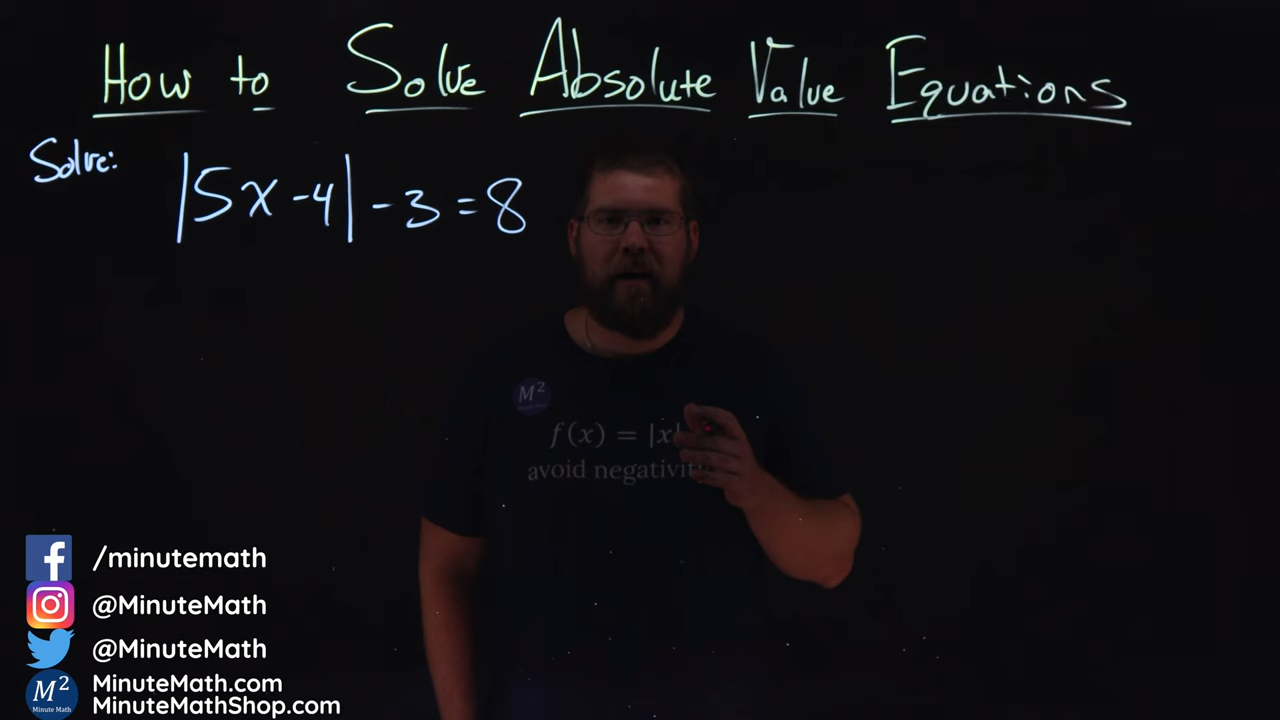 How to Solve Absolute Value Equations
Solve:
|5x-4|-3=8
M²
f(x) = |x|
avoid
/minutemath
@MinuteMath
@MinuteMath
M²
Minute Math
MinuteMath.com
MinuteMathShop.com